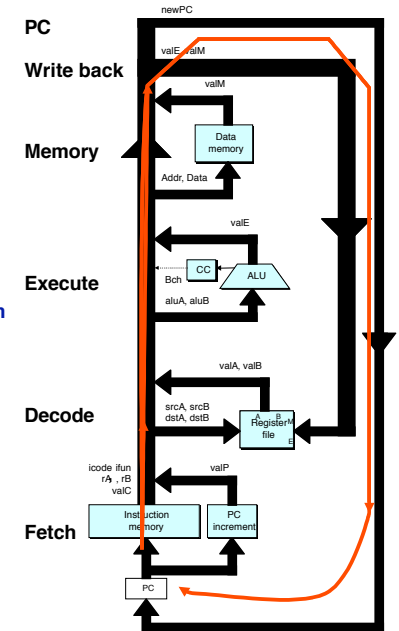 newPC
PC
valE, valM
Write back
valM
Data
memory
Memory
Addr, Data
valE
CC
ALU
Execute
Bch
aluA, aluB
n
valA, valB
srcA, srcB
dstA, dstB
A B
M
Register
file
E
Decode
icode ifun
rA , rB
valC
valP
Instruction
memory
PC
increment
Fetch
PC